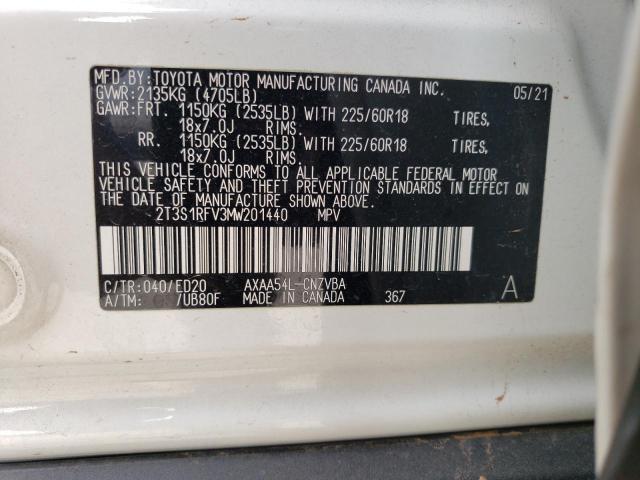 MFD.BY:TOYOTA MOTOR MANUFACTURING CANADA INC. 05/21
GVWR:2135KG (4705LB)
GAWR:FRT. 1150KG (2535LB) WITH 225/60R18 TIRES,
18x7.0J RIMS.
RR. 1150KG (2535LB) WITH 225/60R18 TIRES,
18x7.0J RIMS.
THIS VEHICLE CONFORMS TO ALL APPLICABLE FEDERAL MOTOR
VEHICLE SAFETY AND THEFT PREVENTION STANDARDS IN EFFECT ON
THE DATE OF MANUFACTURE SHOWN ABOVE.
2T3S1RFV3MW201440 MPV
C/TR:040/ED20 AXAA54L-CNZVBA A
A/TM: /UB80F MADE IN CANADA 367